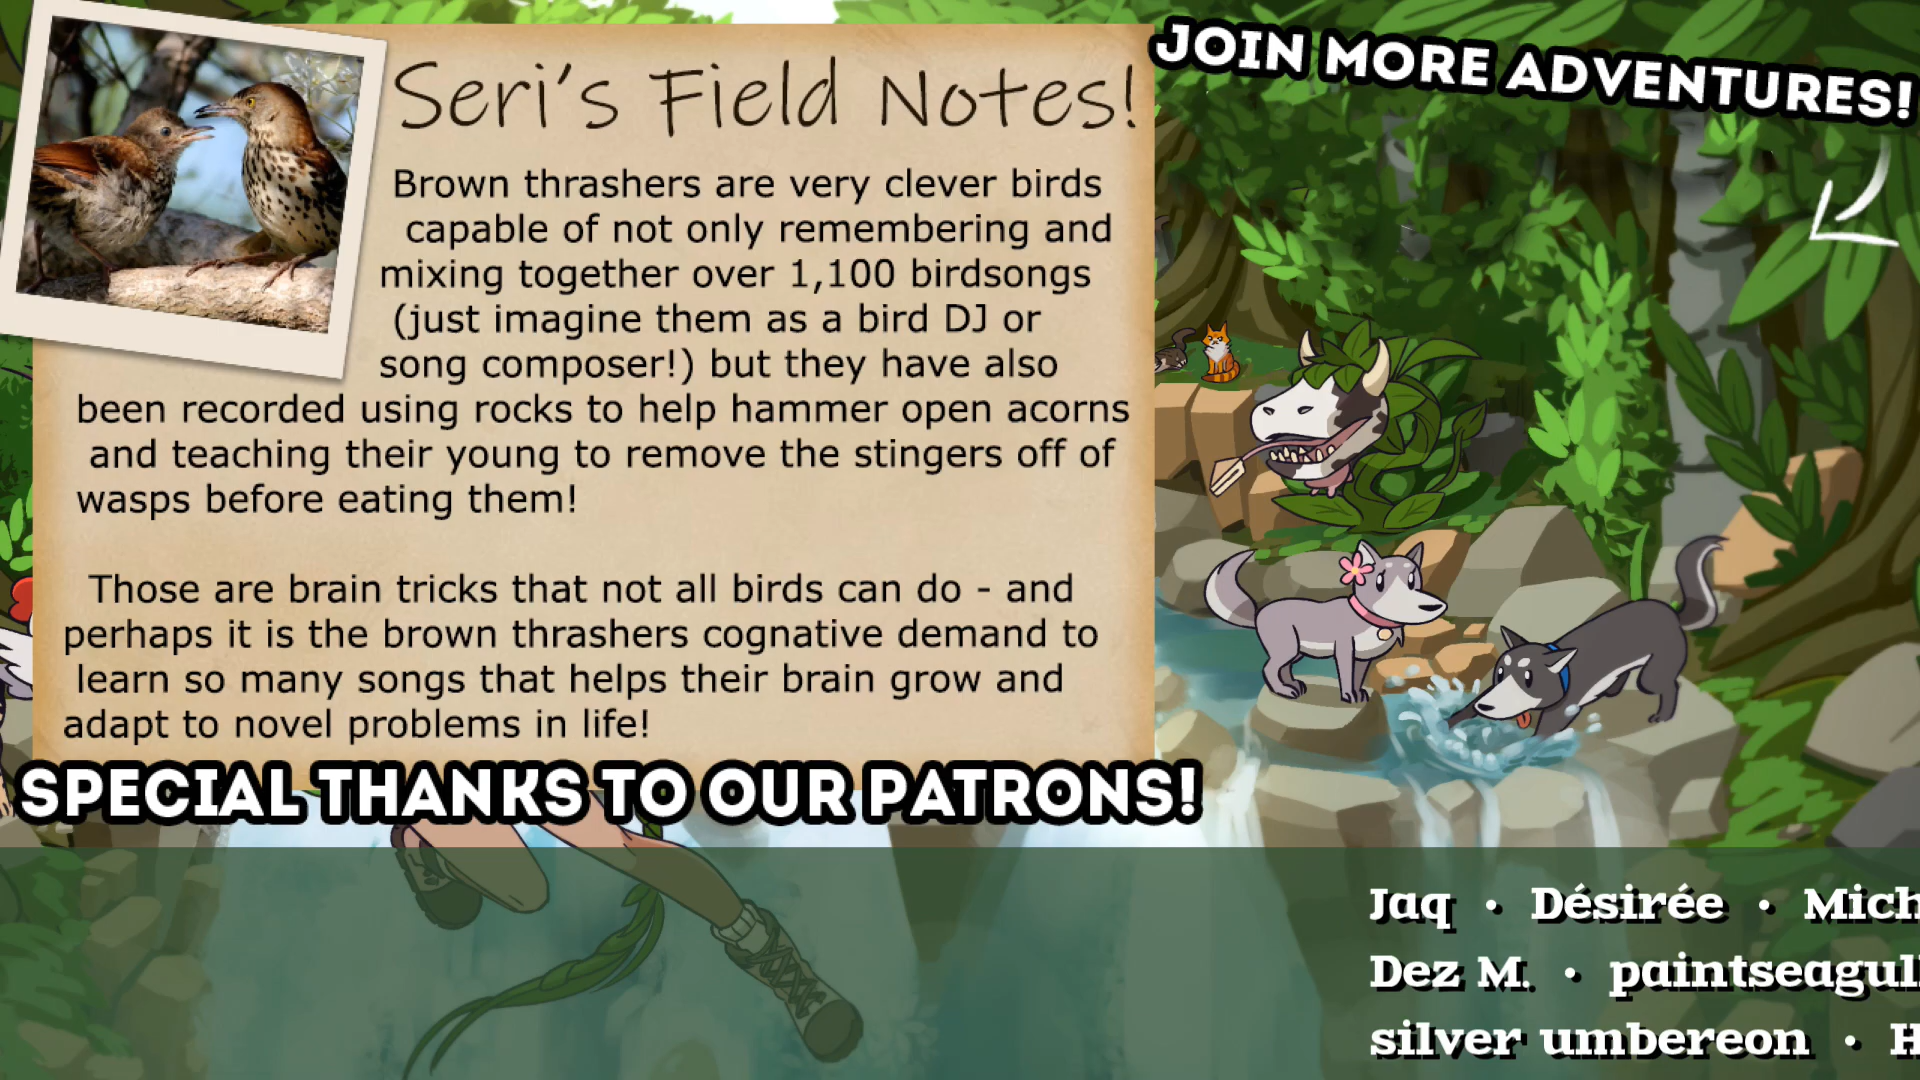 Seri's Field Notes!
JOIN MORE ADVENTURES!
Brown thrashers are very clever birds
capable of not only remembering and
mixing together over 1,100 birdsongs
(just imagine them as a bird DJ or
song composer!) but they have also
been recorded using rocks to help hammer open acorns
and teaching their young to remove the stingers off of
wasps before eating them!
Those are brain tricks that not all birds can do - and
perhaps it is the brown thrashers cognative demand to
learn so many songs that helps their brain grow and
adapt to novel problems in life!
SPECIAL THANKS TO OUR PATRONS!
Jaq • Désirée •
Dez M. •
silver umbereon •